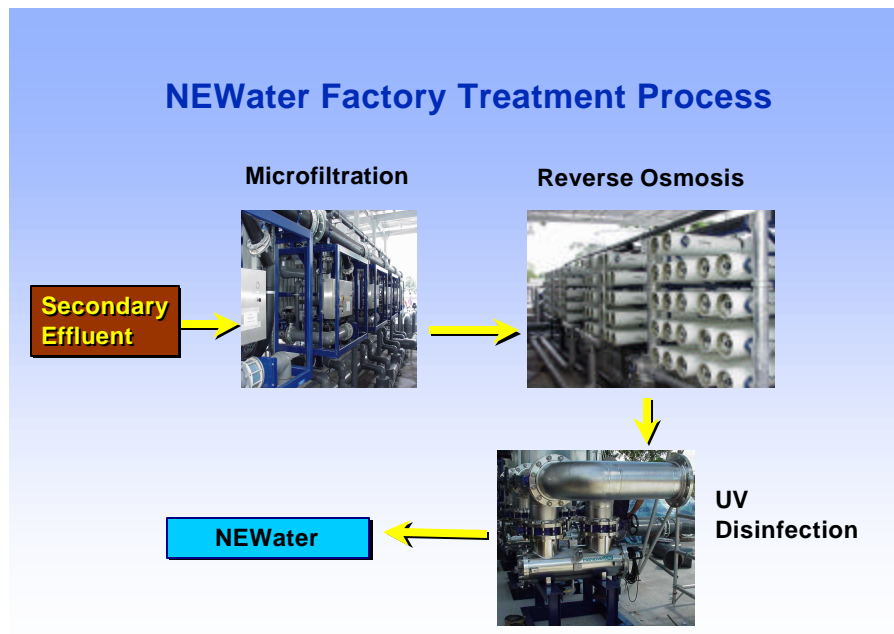 NEWater Factory Treatment Process
Microfiltration
Reverse Osmosis
Secondary
Effluent
UV
Disinfection
NEWater